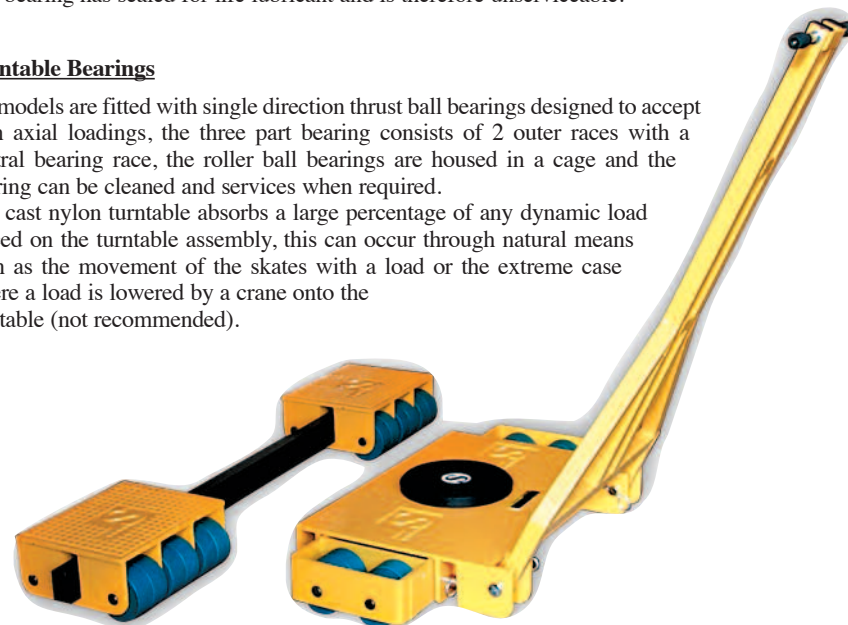 bearing has sealed for life lubricant and is therefore unserviceable.
ntable Bearings
models are fitted with single direction thrust ball bearings designed to accept
axial loadings, the three part bearing consists of 2 outer races with a
tral bearing race, the roller ball bearings are housed in a cage and the
ring can be cleaned and services when required.
cast nylon turntable absorbs a large percentage of any dynamic load
ed on the turntable assembly, this can occur through natural means
as the movement of the skates with a load or the extreme case
ere a load is lowered by a crane onto the
table (not recommended).